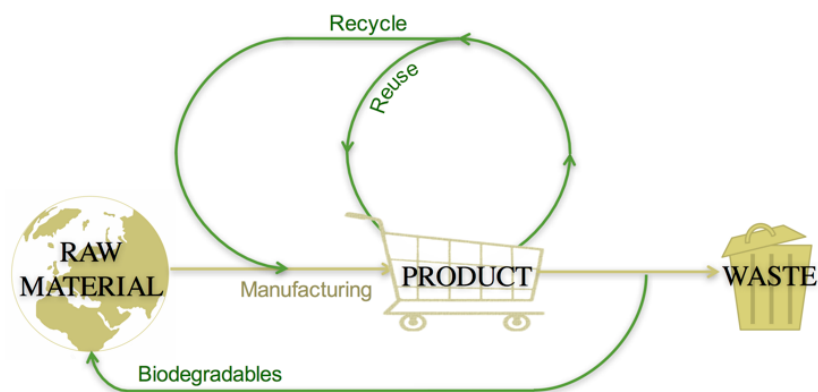 Recycle
Reuse
RAW
MATERIAL
Manufacturing
PRODUCT
WASTE
Biodegradables